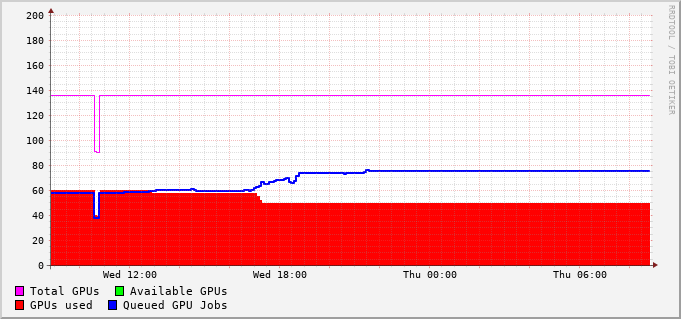 RRDTOOL / TOBI OETIKER
200
180
160
140
120
100
80
60
40
20
0
Wed 12:00 Wed 18:00 Thu 00:00 Thu 06:00
Total GPUs Available GPUs
GPUs used Queued GPU Jobs